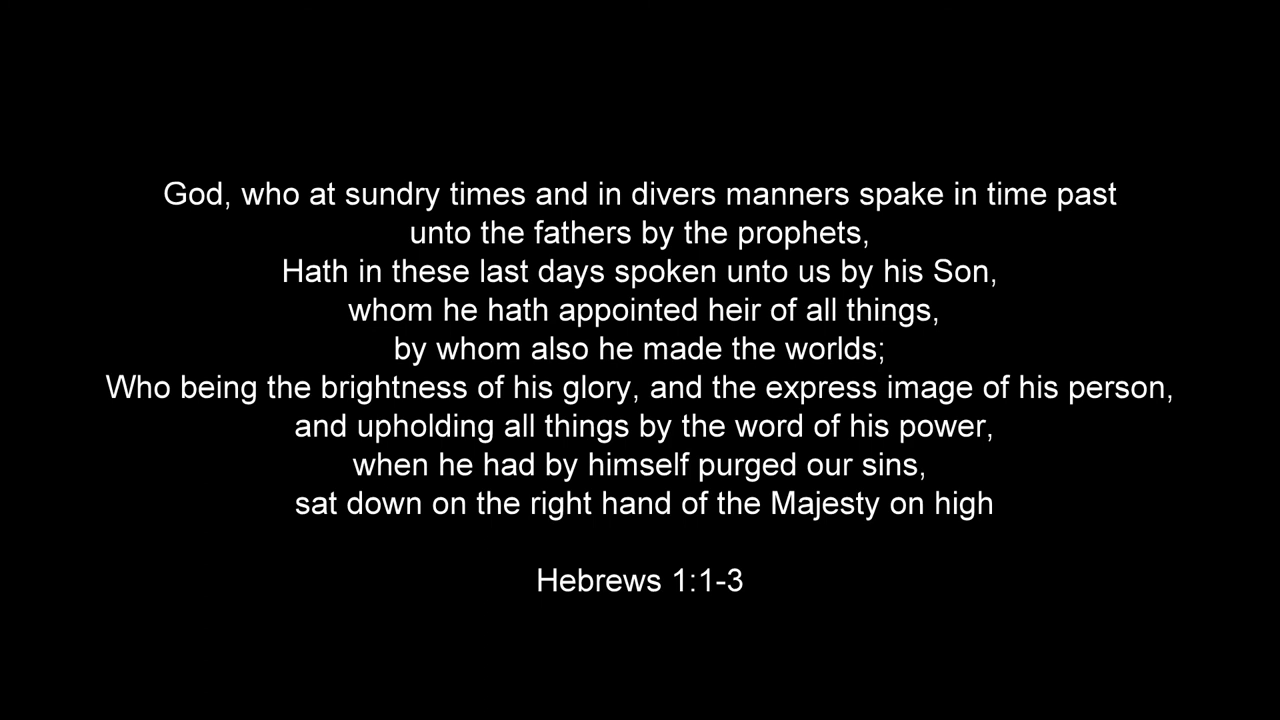 God, who at sundry times and in divers manners spake in time past
unto the fathers by the prophets,
Hath in these last days spoken unto us by his Son,
whom he hath appointed heir of all things,
by whom also he made the worlds;
Who being the brightness of his glory, and the express image of his person,
and upholding all things by the word of his power,
when he had by himself purged our sins,
sat down on the right hand of the Majesty on high
Hebrews 1:1-3